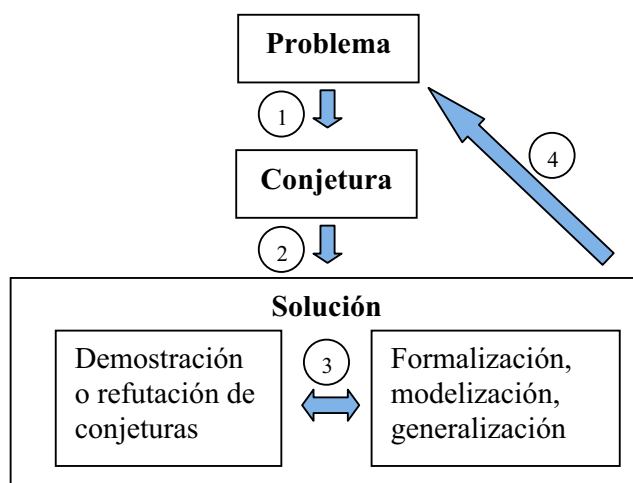 Problema
1
4
Conjetura
2
Solución
Demostración
o refutación de
conjeturas
3
Formalización,
modelización,
generalización